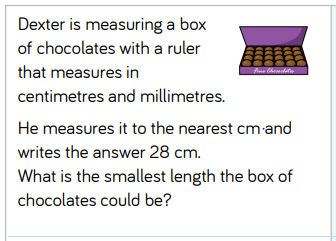 Dexter is measuring a box
of chocolates with a ruler
that measures in
centimetres and millimetres.
He measures it to the nearest cm and
writes the answer 28 cm.
What is the smallest length the box of
chocolates could be?